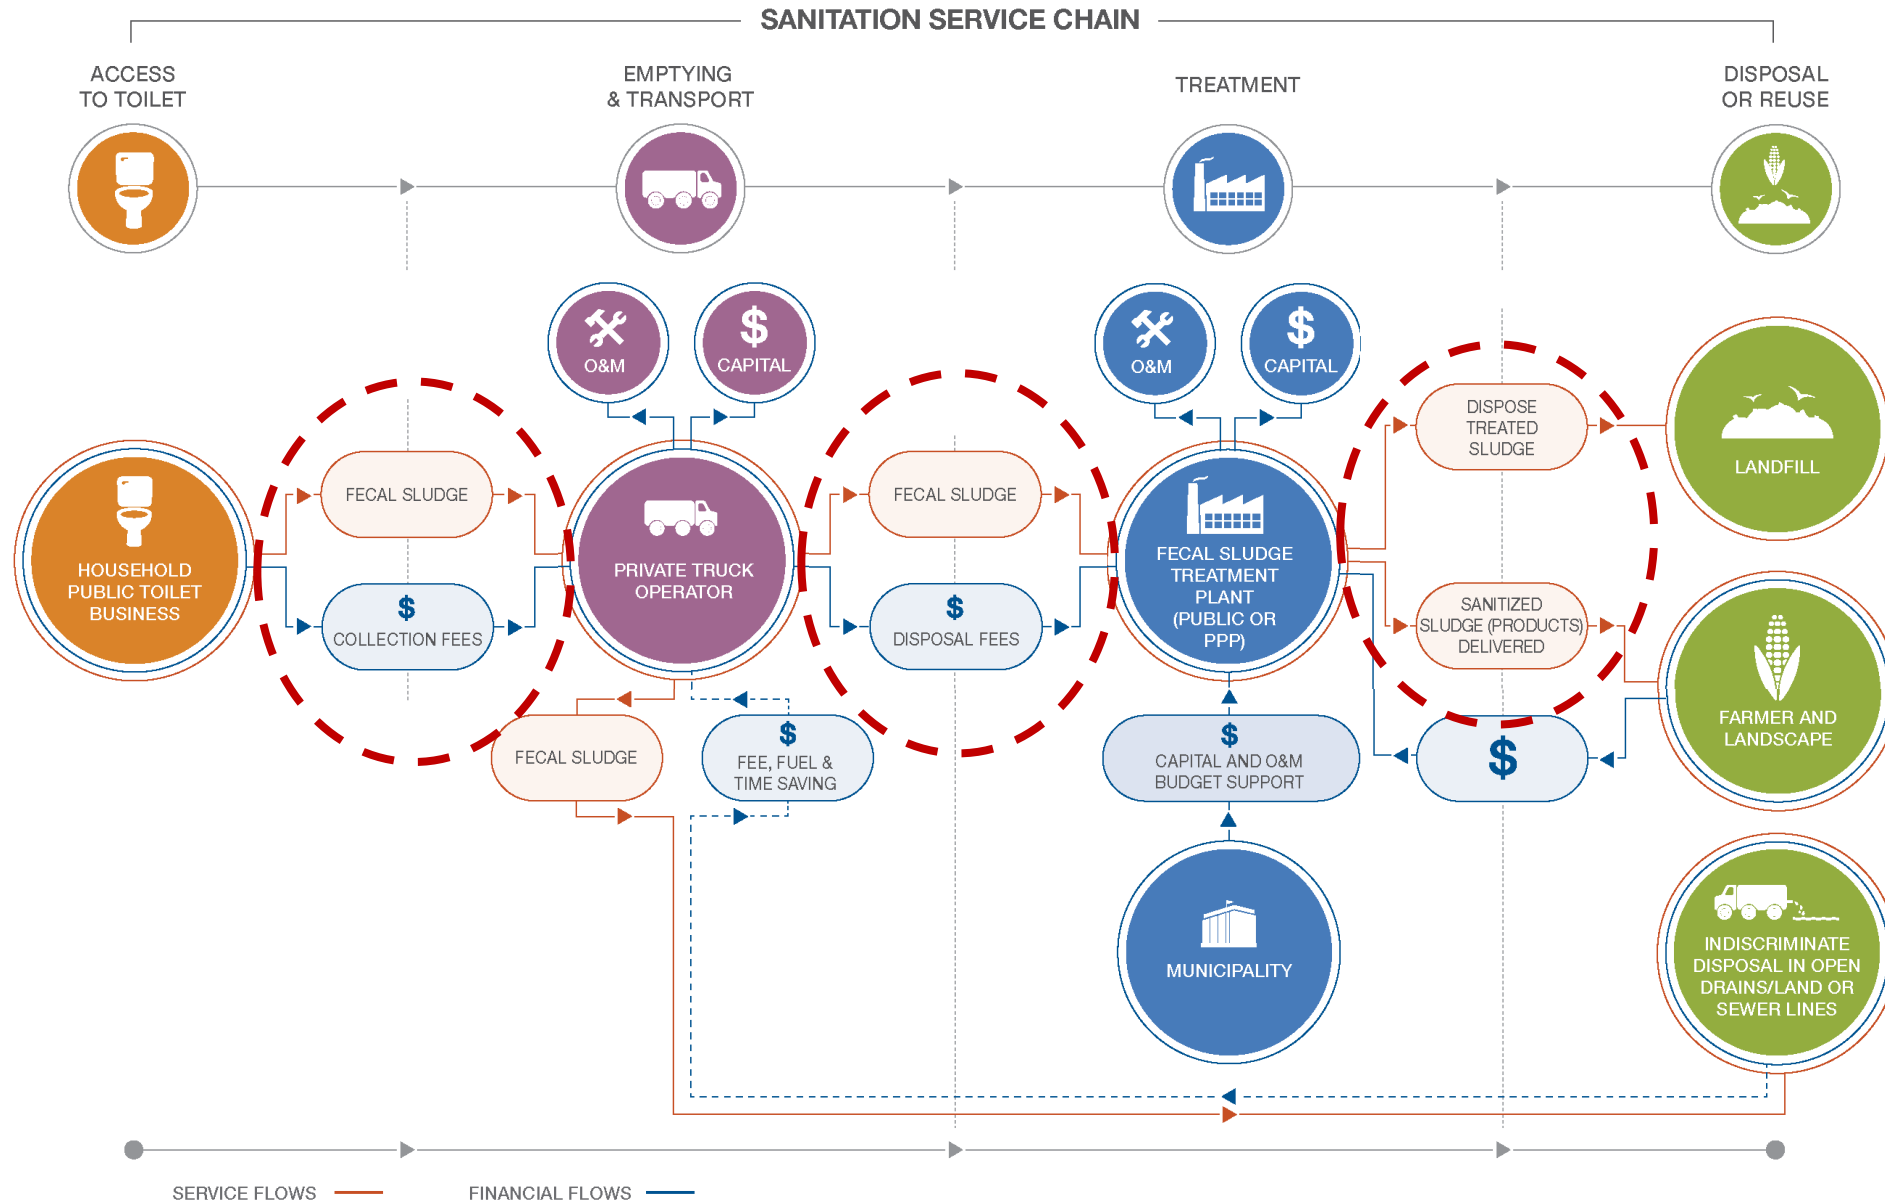 SANITATION SERVICE CHAIN
ACCESS
TO TOILET
EMPTYING
& TRANSPORT
TREATMENT
DISPOSAL
OR REUSE
O&M
$
CAPITAL
O&M
$
CAPITAL
HOUSEHOLD
PUBLIC TOILET
BUSINESS
FECAL SLUDGE
$
COLLECTION FEES
PRIVATE TRUCK
OPERATOR
FECAL SLUDGE
$
DISPOSAL FEES
FECAL SLUDGE
TREATMENT
PLANT
(PUBLIC OR
PPP)
DISPOSE
TREATED
SLUDGE
SANITIZED
SLUDGE (PRODUCTS)
DELIVERED
LANDFILL
FARMER AND
LANDSCAPE
FECAL SLUDGE
$
FEE, FUEL &
TIME SAVING
$
CAPITAL AND O&M
BUDGET SUPPORT
$
MUNICIPALITY
INDISCRIMINATE
DISPOSAL IN OPEN
DRAINS/LAND OR
SEWER LINES
SERVICE FLOWS
FINANCIAL FLOWS